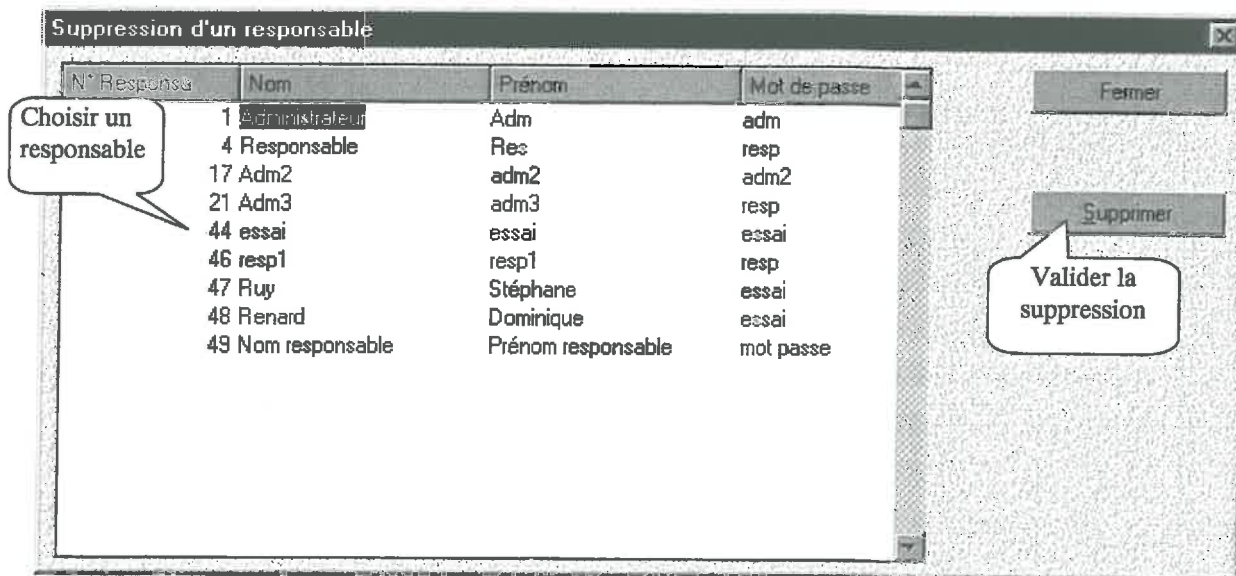 Suppression d'un responsable
N° Responsa Nom Prénom Mot de passe
1 Administrateur Adm adm
4 Responsable Res resp
17 Adm2 adm2 adm2
21 Adm3 adm3 resp
44 essai essai essai
46 resp1 resp1 resp
47 Ruy Stéphane essai
48 Renard Dominique essai
49 Nom responsable Prénom responsable mot passe
Choisir un
responsable
Fermer
Supprimer
Valider la
suppression